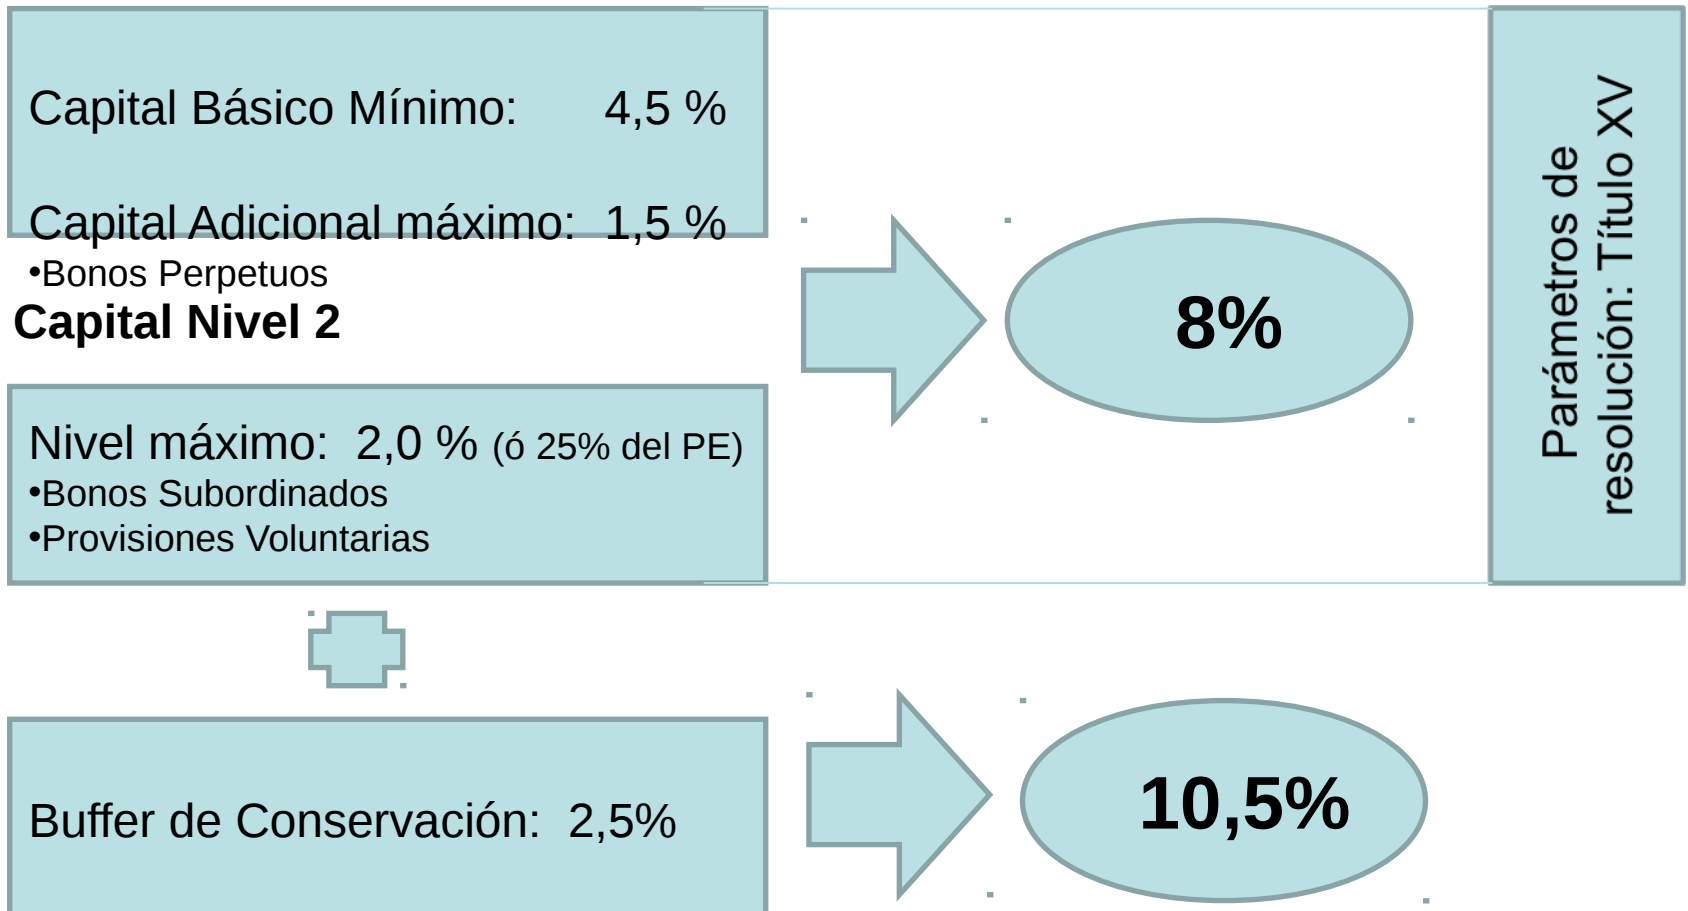 Capital Básico Mínimo: 4,5 %
Capital Adicional máximo: 1,5 %
•Bonos Perpetuos
Capital Nivel 2
Nivel máximo: 2,0 % (ó 25% del PE)
•Bonos Subordinados
•Provisiones Voluntarias
8%
Parámetros de
resolución: Título XV
Buffer de Conservación: 2,5%
10,5%